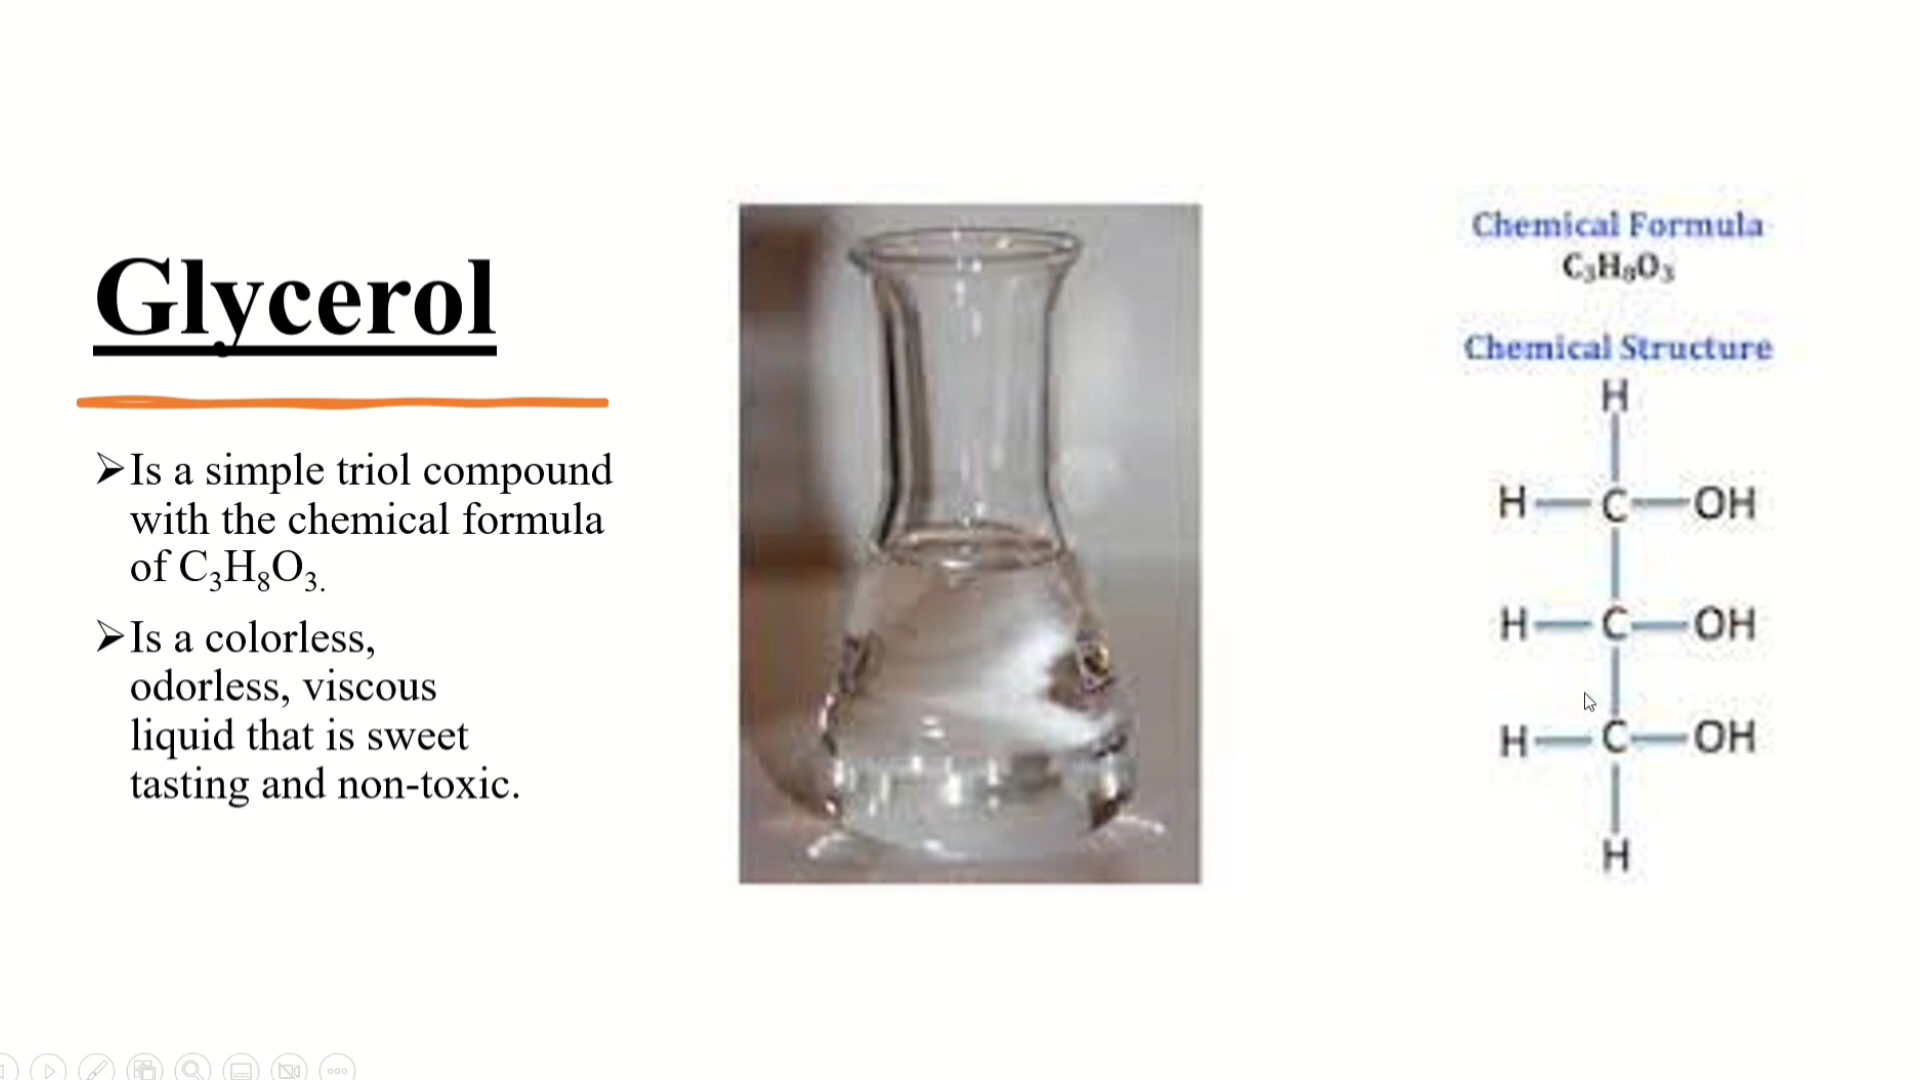 Glycerol
➢Is a simple triol compound
with the chemical formula
of C₃H₈O₃.
➢Is a colorless,
odorless, viscous
liquid that is sweet
tasting and non-toxic.
Chemical Formula
C₃H₈O₃
Chemical Structure
H
H—C—OH
H—C—OH
H—C—OH
H